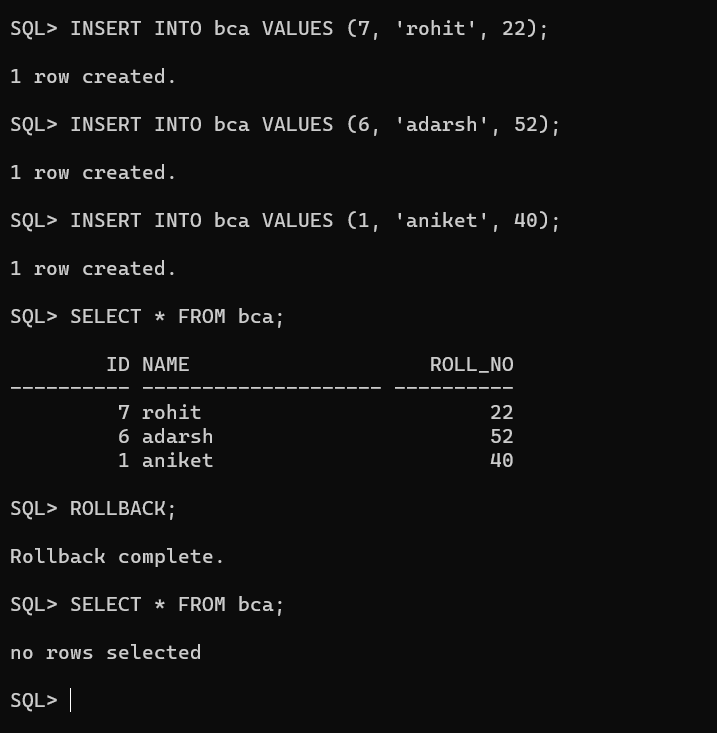 SQL> INSERT INTO bca VALUES (7, 'rohit', 22);
1 row created.
SQL> INSERT INTO bca VALUES (6, 'adarsh', 52);
1 row created.
SQL> INSERT INTO bca VALUES (1, 'aniket', 40);
1 row created.
SQL> SELECT * FROM bca;
        ID NAME                    ROLL_NO
---------- -------------------- ----------
         7 rohit                        22
         6 adarsh                       52
         1 aniket                       40
SQL> ROLLBACK;
Rollback complete.
SQL> SELECT * FROM bca;
no rows selected
SQL>